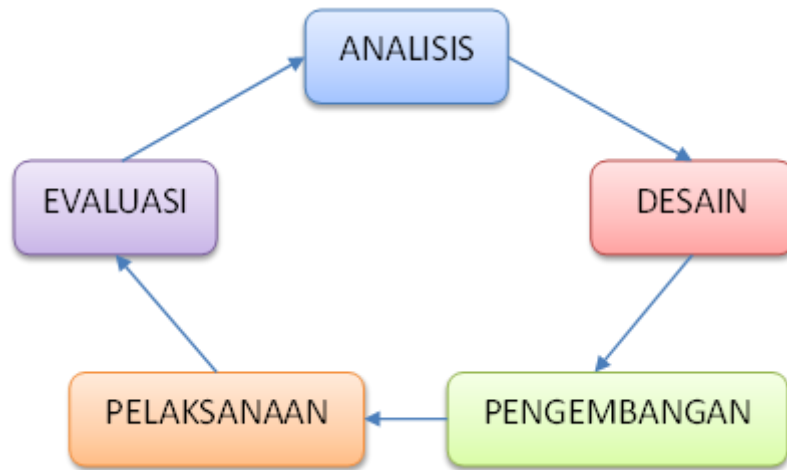 ANALISIS
DESAIN
PENGEMBANGAN
PELAKSANAAN
EVALUASI